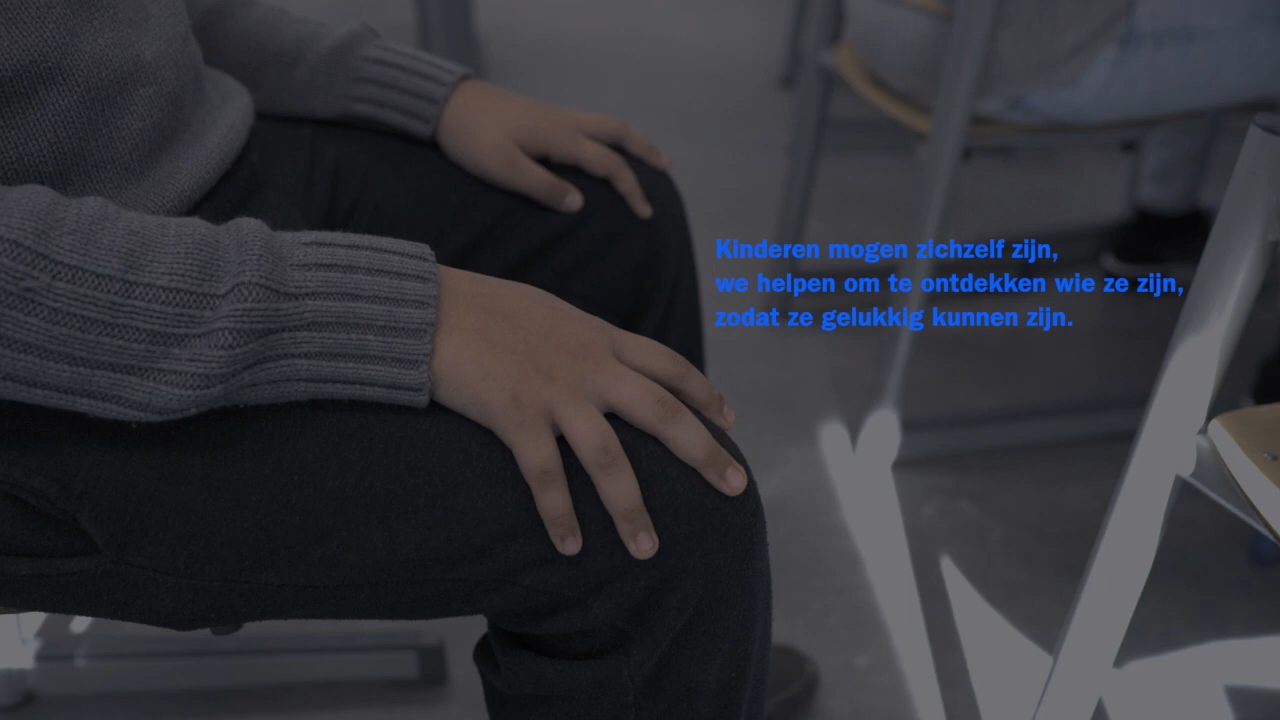 Kinderen mogen zichzelf zijn,
we helpen om te ontdekken wie ze zijn,
zodat ze gelukkig kunnen zijn.